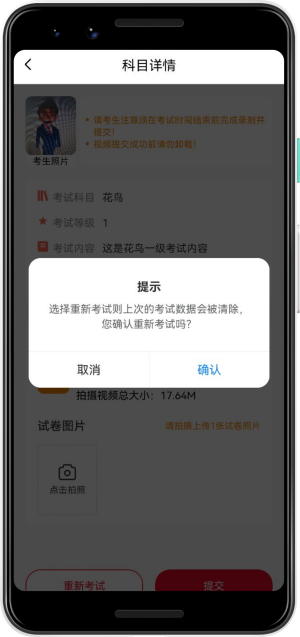 科目详情
• 请考生注意须在考试时间结束前完成录制并
提交！
• 视频提交成功前请勿卸载！
考生照片
考试科目 花鸟
考试等级 1
考试内容 这是花鸟一级考试内容
提示
选择重新考试则上次的考试数据会被清除，
您确认重新考试吗？
取消 确认
拍摄视频总大小：17.64M
试卷图片 请拍摄上传1张试卷照片
点击拍照
重新考试 提交